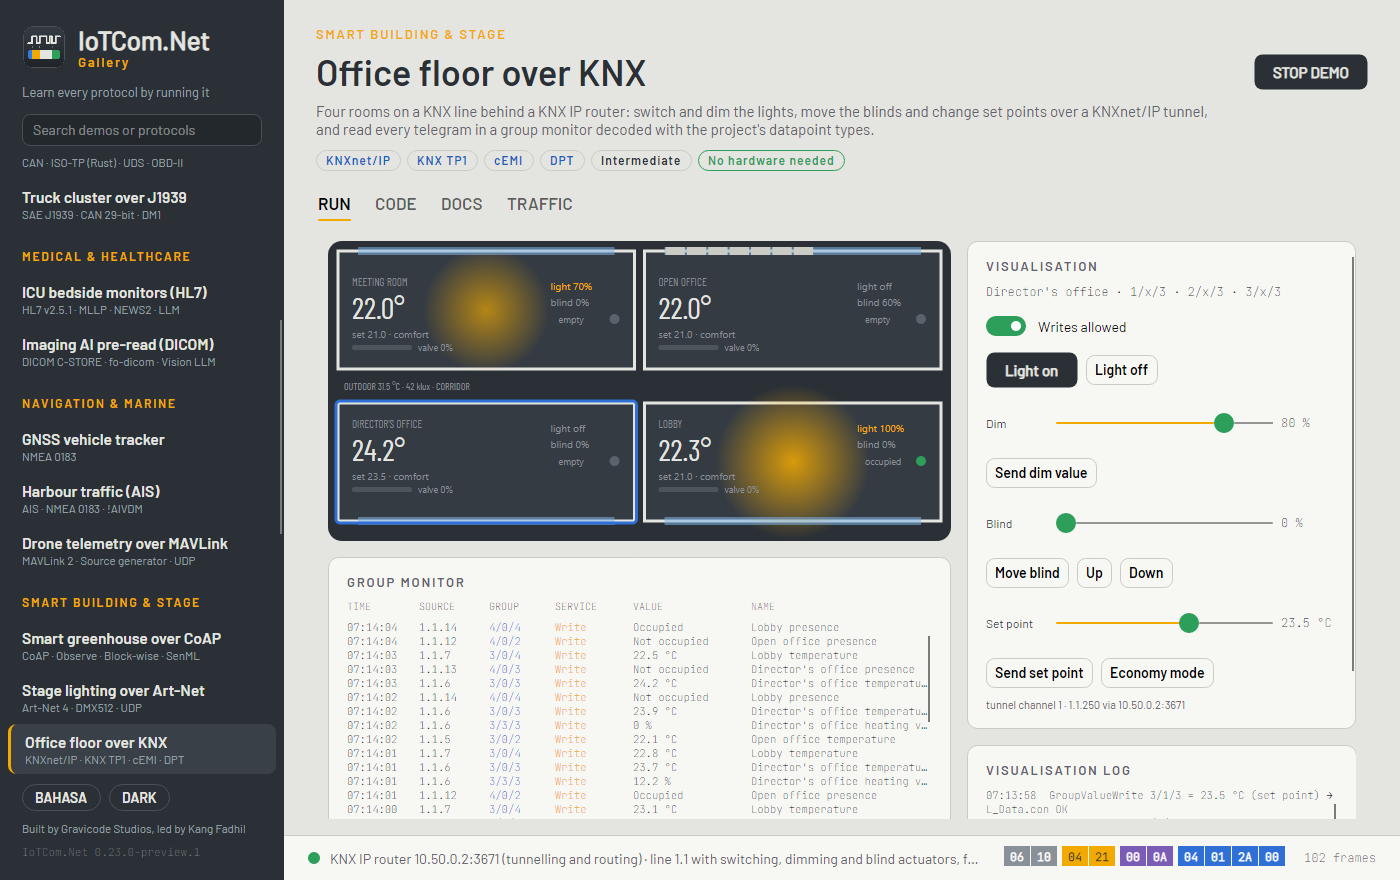 IoTCom.Net
Gallery
Learn every protocol by running it
Search demos or protocols
CAN · ISO-TP (Rust) · UDS · OBD-II
Truck cluster over J1939
SAE J1939 · CAN 29-bit · DM1
MEDICAL & HEALTHCARE
ICU bedside monitors (HL7)
HL7 v2.5.1 · MLLP · NEWS2 · LLM
Imaging AI pre-read (DICOM)
DICOM C-STORE · fo-dicom · Vision LLM
NAVIGATION & MARINE
GNSS vehicle tracker
NMEA 0183
Harbour traffic (AIS)
AIS · NMEA 0183 · !AIVDM
Drone telemetry over MAVLink
MAVLink 2 · Source generator · UDP
SMART BUILDING & STAGE
Smart greenhouse over CoAP
CoAP · Observe · Block-wise · SenML
Stage lighting over Art-Net
Art-Net 4 · DMX512 · UDP
Office floor over KNX
KNXnet/IP · KNX TP1 · cEMI · DPT
BAHASA DARK
Built by Gravicode Studios, led by Kang Fadhil
IoTCom.Net 0.23.0-preview.1
SMART BUILDING & STAGE
Office floor over KNX
STOP DEMO
Four rooms on a KNX line behind a KNX IP router: switch and dim the lights, move the blinds and change set points over a KNXnet/IP tunnel,
and read every telegram in a group monitor decoded with the project's datapoint types.
KNXnet/IP KNX TP1 cEMI DPT Intermediate No hardware needed
RUN CODE DOCS TRAFFIC
MEETING ROOM
22.0°
set 21.0 · comfort
valve 0%
light 70%
blind 0%
empty
OPEN OFFICE
22.0°
set 21.0 · comfort
valve 0%
light off
blind 60%
empty
OUTDOOR 31.5 °C · 42 klux · CORRIDOR
DIRECTOR'S OFFICE
24.2°
set 23.5 · comfort
valve 0%
light off
blind 0%
empty
LOBBY
22.3°
set 21.0 · comfort
valve 0%
light 100%
blind 0%
occupied
GROUP MONITOR
TIME SOURCE GROUP SERVICE VALUE NAME
07:14:04 1.1.14 4/0/4 Write Occupied Lobby presence
07:14:04 1.1.12 4/0/2 Write Not occupied Open office presence
07:14:03 1.1.7 3/0/4 Write 22.5 °C Lobby temperature
07:14:03 1.1.13 4/0/3 Write Not occupied Director's office presence
07:14:03 1.1.6 3/0/3 Write 24.2 °C Director's office temperatu…
07:14:02 1.1.14 4/0/4 Write Not occupied Lobby presence
07:14:02 1.1.6 3/0/3 Write 23.9 °C Director's office temperatu…
07:14:02 1.1.6 3/3/3 Write 0 % Director's office heating v…
07:14:02 1.1.5 3/0/2 Write 22.1 °C Open office temperature
07:14:01 1.1.7 3/0/4 Write 22.8 °C Lobby temperature
07:14:01 1.1.6 3/0/3 Write 23.7 °C Director's office temperatu…
07:14:01 1.1.6 3/3/3 Write 12.2 % Director's office heating v…
07:14:01 1.1.12 4/0/2 Write Occupied Open office presence
07:14:00 1.1.7 3/0/4 Write 23.1 °C Lobby temperature
VISUALISATION
Director's office · 1/x/3 · 2/x/3 · 3/x/3
Writes allowed
Light on Light off
Dim 80 %
Send dim value
Blind 0 %
Move blind Up Down
Set point 23.5 °C
Send set point Economy mode
tunnel channel 1 · 1.1.250 via 10.50.0.2:3671
VISUALISATION LOG
07:13:58 GroupValueWrite 3/1/3 = 23.5 °C (set point) →
L_Data.con OK
KNX IP router 10.50.0.2:3671 (tunnelling and routing) · line 1.1 with switching, dimming and blind actuators, f…
06 10 04 21 00 0A 04 01 2A 00
102 frames